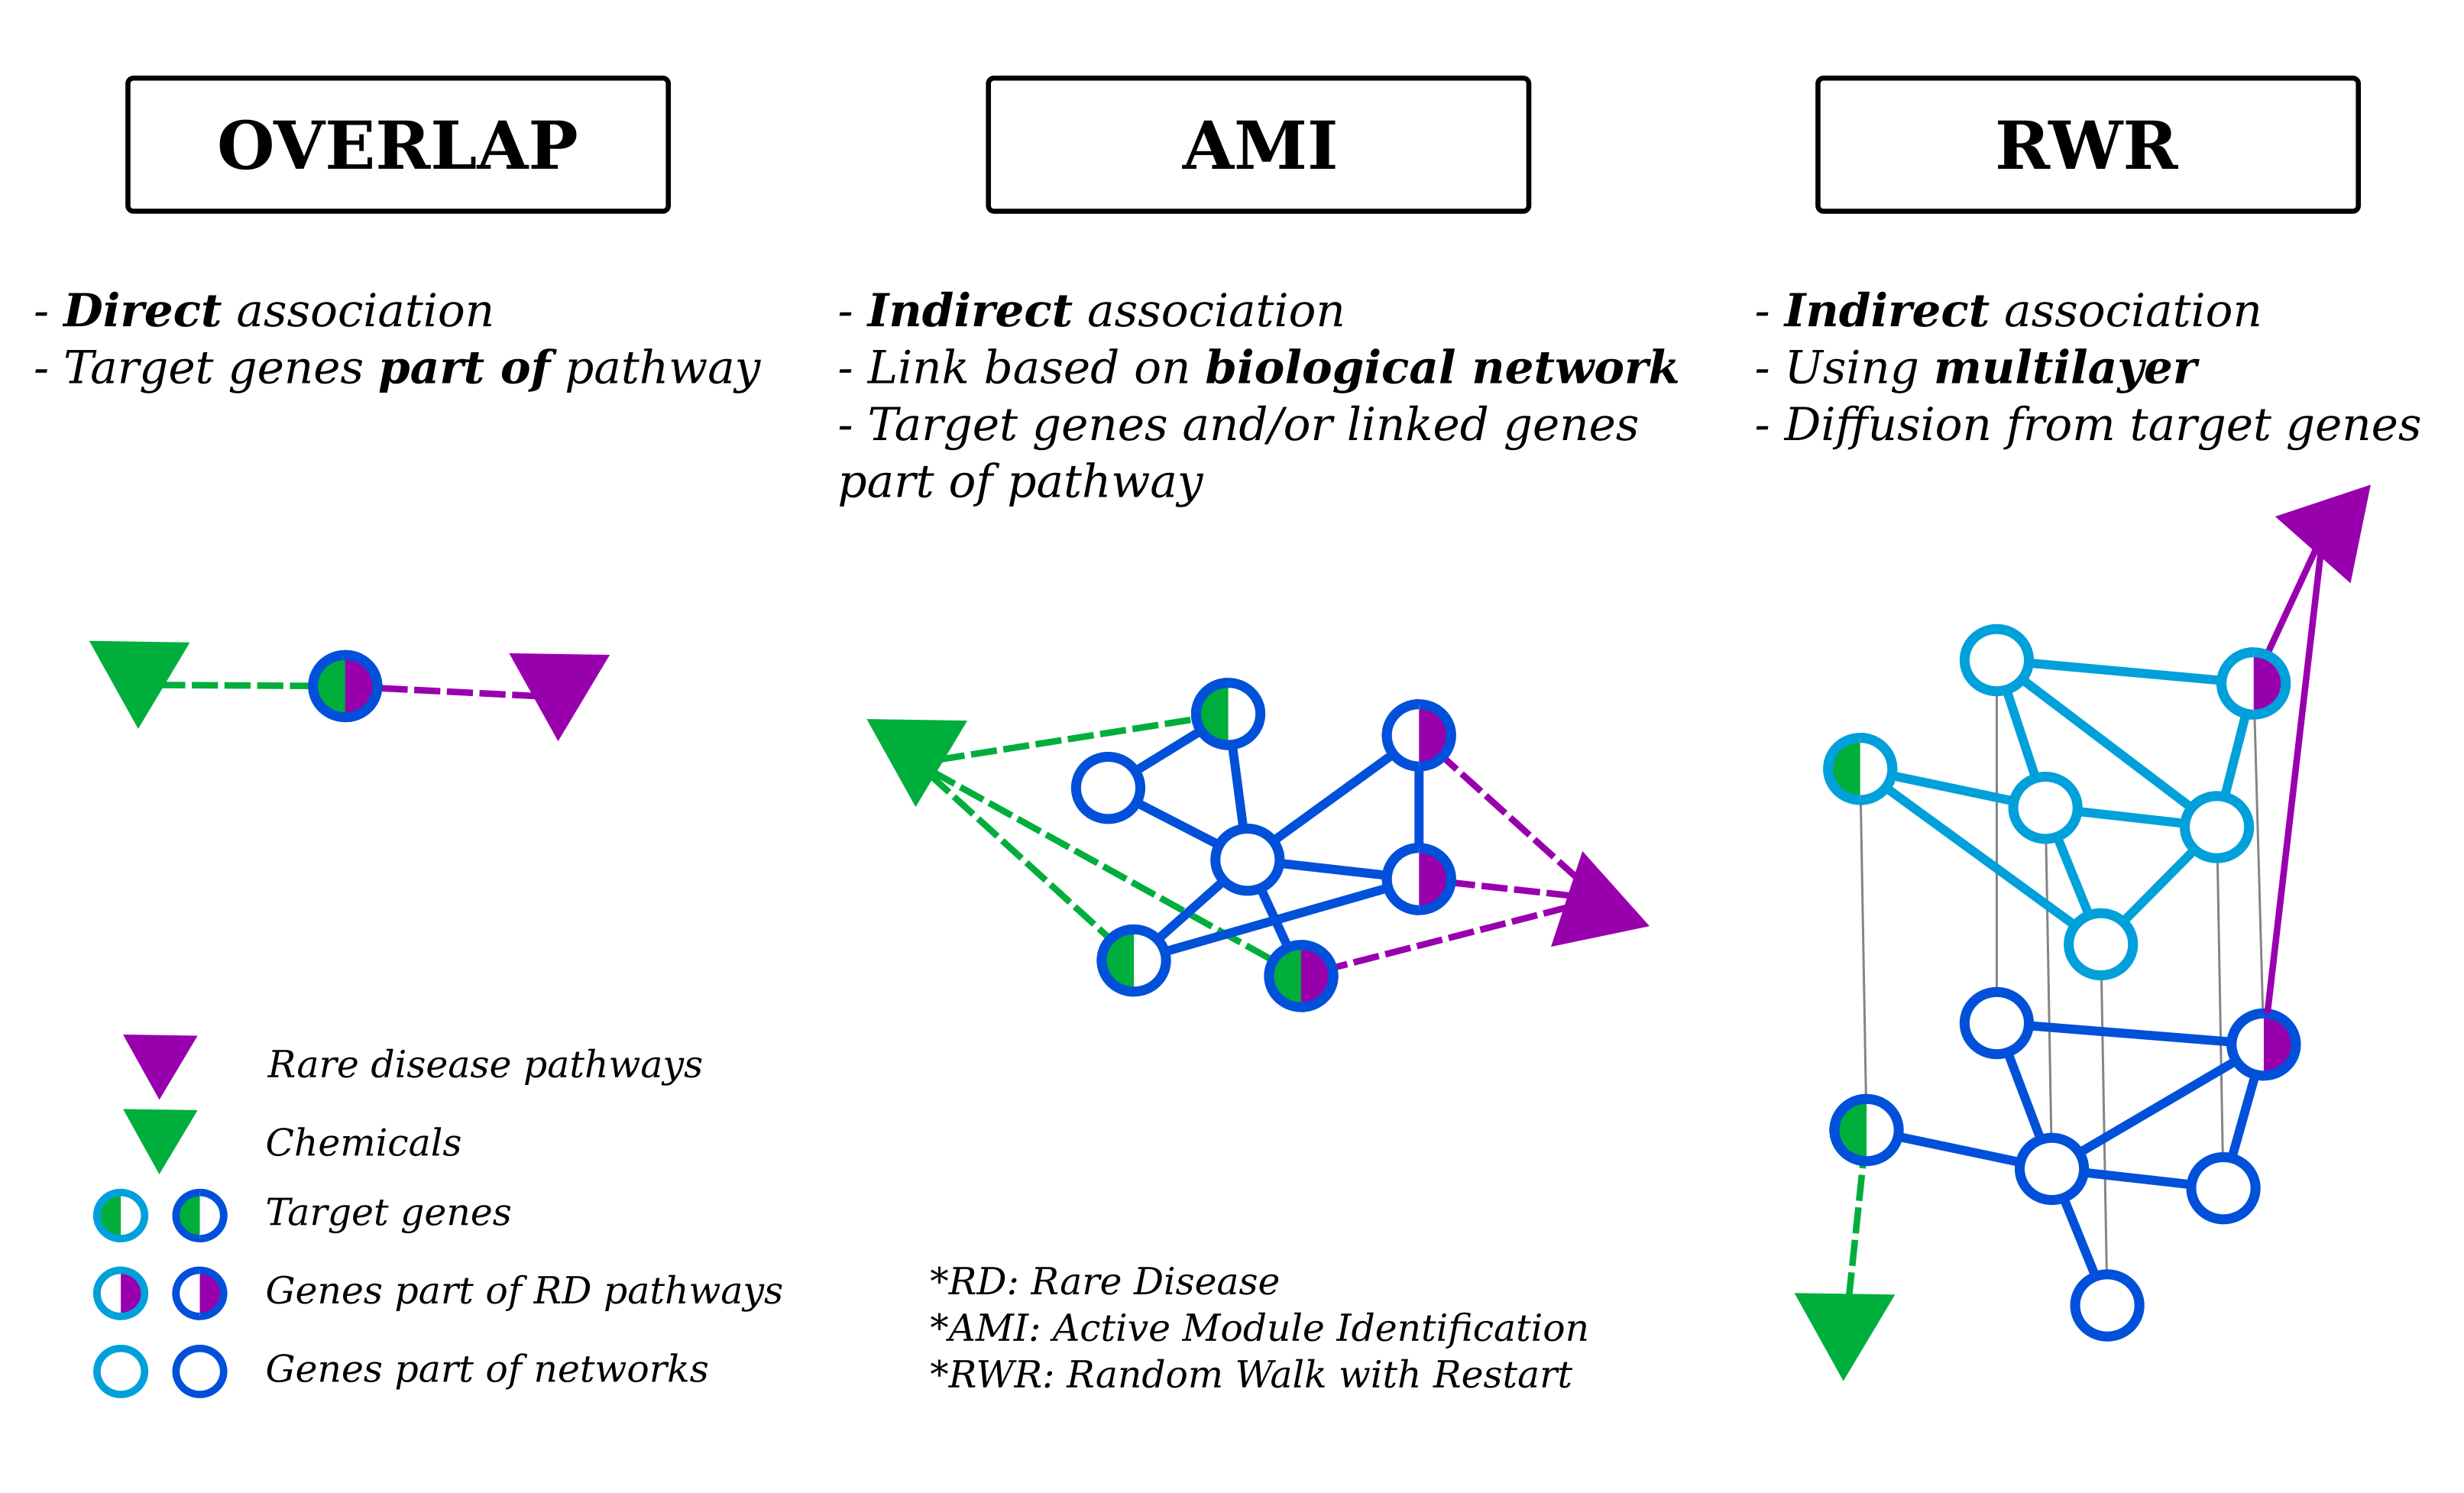 OVERLAP
- Direct association
- Target genes part of pathway
AMI
- Indirect association
- Link based on biological network
- Target genes and/or linked genes
part of pathway
RWR
- Indirect association
- Using multilayer
- Diffusion from target genes
Rare disease pathways
Chemicals
Target genes
Genes part of RD pathways
Genes part of networks
*RD: Rare Disease
*AMI: Active Module Identification
*RWR: Random Walk with Restart